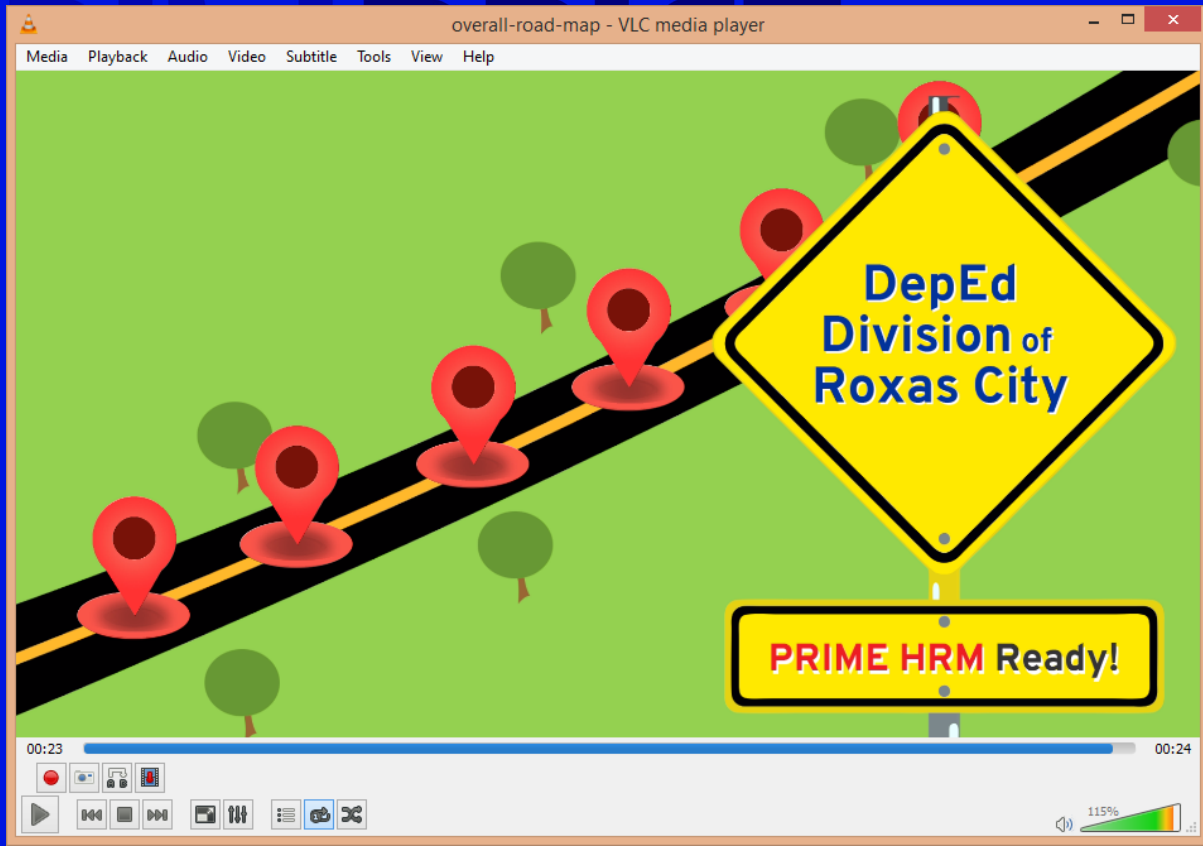 overall-road-map - VLC media player
Media Playback Audio Video Subtitle Tools View Help
DepEd
Division of
Roxas City
PRIME HRM Ready!
00:23
00:24
A B
115%